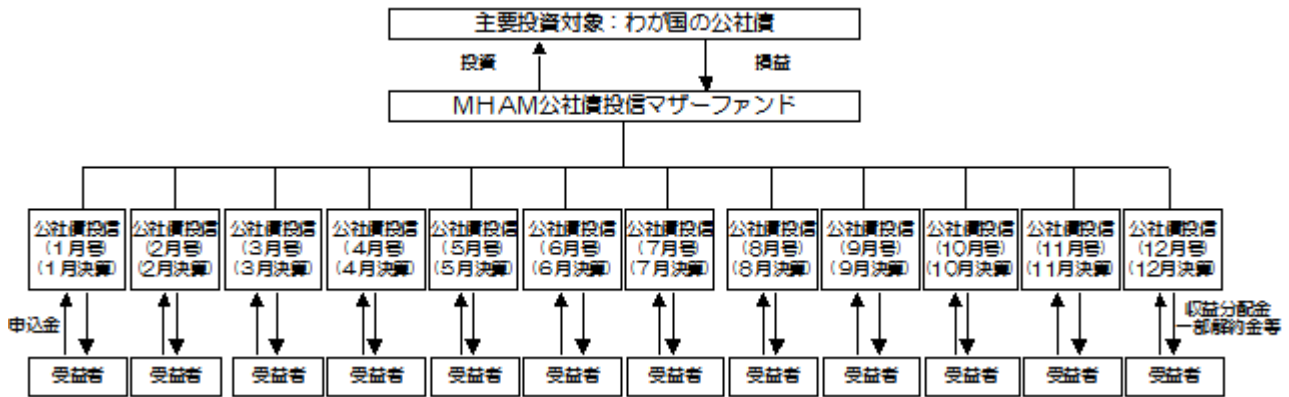 主要投資対象：わが国の公社債
投資
損益
MHAM公社債投信マザーファンド
公社債投信
(1月号)
(1月決算)
公社債投信
(2月号)
(2月決算)
公社債投信
(3月号)
(3月決算)
公社債投信
(4月号)
(4月決算)
公社債投信
(5月号)
(5月決算)
公社債投信
(6月号)
(6月決算)
公社債投信
(7月号)
(7月決算)
公社債投信
(8月号)
(8月決算)
公社債投信
(9月号)
(9月決算)
公社債投信
(10月号)
(10月決算)
公社債投信
(11月号)
(11月決算)
公社債投信
(12月号)
(12月決算)
申込金
収益分配金
一部解約金等
受益者
受益者
受益者
受益者
受益者
受益者
受益者
受益者
受益者
受益者
受益者
受益者